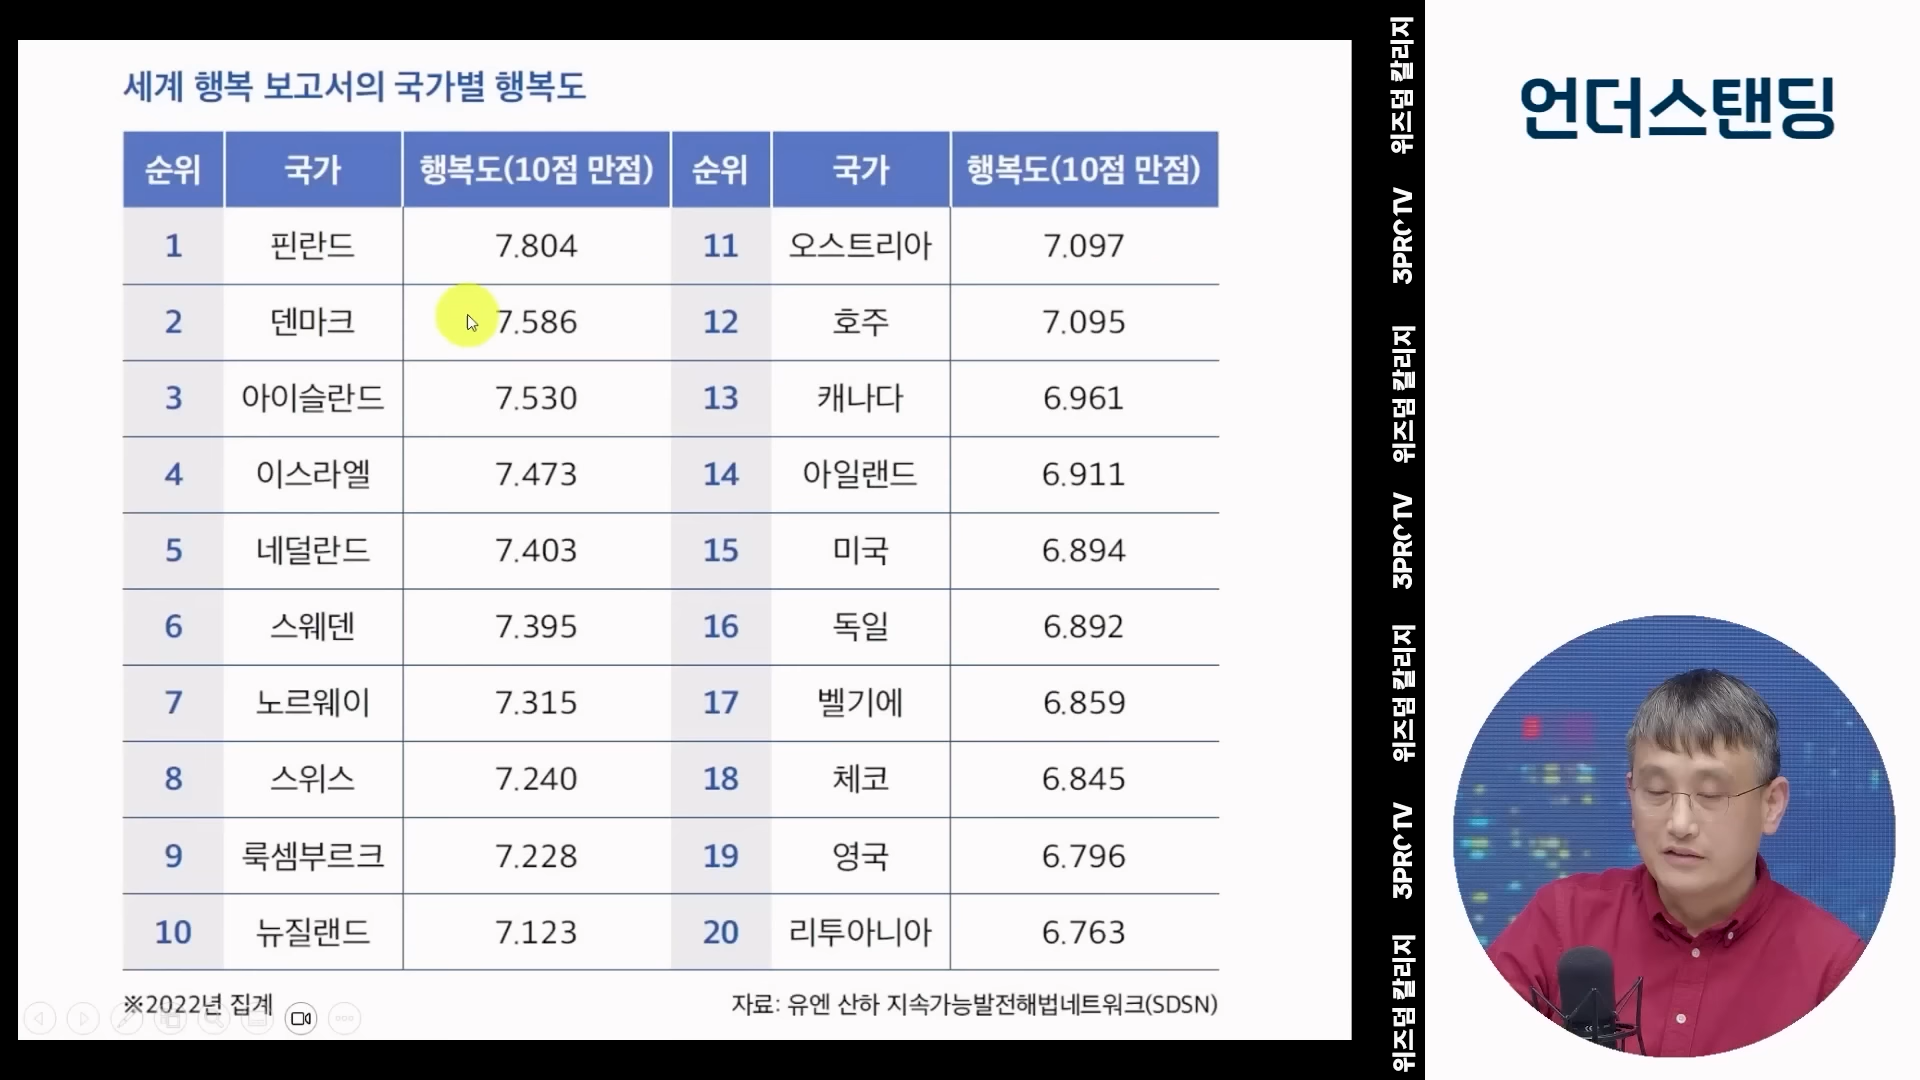 세계 행복 보고서의 국가별 행복도
순위 국가 행복도(10점 만점) 순위 국가 행복도(10점 만점)
1 핀란드 7.804 11 오스트리아 7.097
2 덴마크 7.586 12 호주 7.095
3 아이슬란드 7.530 13 캐나다 6.961
4 이스라엘 7.473 14 아일랜드 6.911
5 네덜란드 7.403 15 미국 6.894
6 스웨덴 7.395 16 독일 6.892
7 노르웨이 7.315 17 벨기에 6.859
8 스위스 7.240 18 체코 6.845
9 룩셈부르크 7.228 19 영국 6.796
10 뉴질랜드 7.123 20 리투아니아 6.763
※2022년 집계
자료: 유엔 산하 지속가능발전해법네트워크(SDSN)
위즈덤 칼리지
3PROTV
위즈덤 칼리지
3PROTV
위즈덤 칼리지
3PROTV
위즈덤 칼리지
언더스탠딩